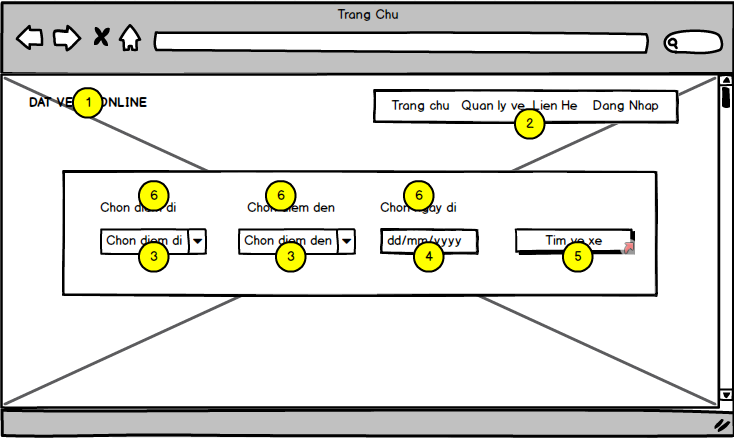 Trang Chu
DAT VE ONLINE
1
Trang chu Quan ly ve Lien He Dang Nhap
2
6 6 6
Chon diem di Chon diem den Chon ngay di
Chon diem di Chon diem den dd/mm/yyyy Tim ve xe
3 3 4 5